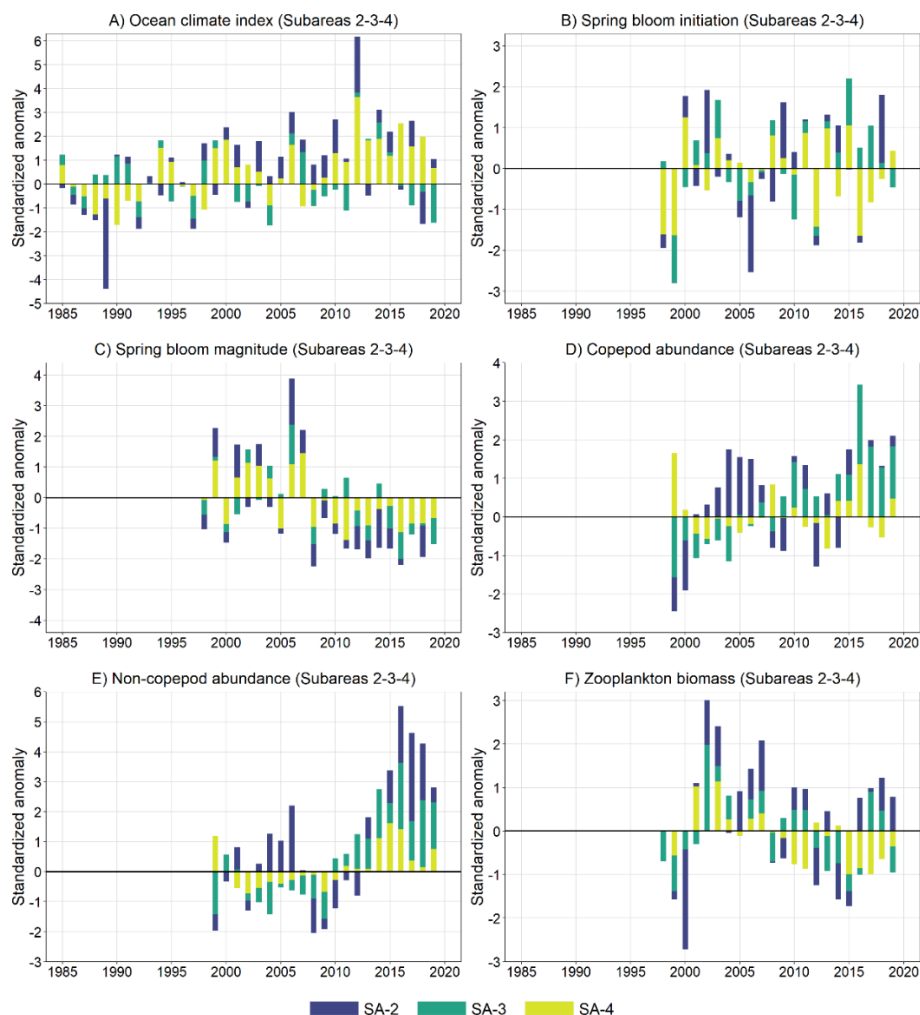 A) Ocean climate index (Subareas 2-3-4)
Standardized anomaly
6
5
4
3
2
1
0
-1
-2
-3
-4
-5
1985 1990 1995 2000 2005 2010 2015 2020
B) Spring bloom initiation (Subareas 2-3-4)
Standardized anomaly
3
2
1
0
-1
-2
-3
1985 1990 1995 2000 2005 2010 2015 2020
C) Spring bloom magnitude (Subareas 2-3-4)
Standardized anomaly
4
3
2
1
0
-1
-2
-3
-4
1985 1990 1995 2000 2005 2010 2015 2020
D) Copepod abundance (Subareas 2-3-4)
Standardized anomaly
4
3
2
1
0
-1
-2
-3
1985 1990 1995 2000 2005 2010 2015 2020
E) Non-copepod abundance (Subareas 2-3-4)
Standardized anomaly
6
5
4
3
2
1
0
-1
-2
-3
1985 1990 1995 2000 2005 2010 2015 2020
F) Zooplankton biomass (Subareas 2-3-4)
Standardized anomaly
3
2
1
0
-1
-2
-3
1985 1990 1995 2000 2005 2010 2015 2020
SA-2 SA-3 SA-4